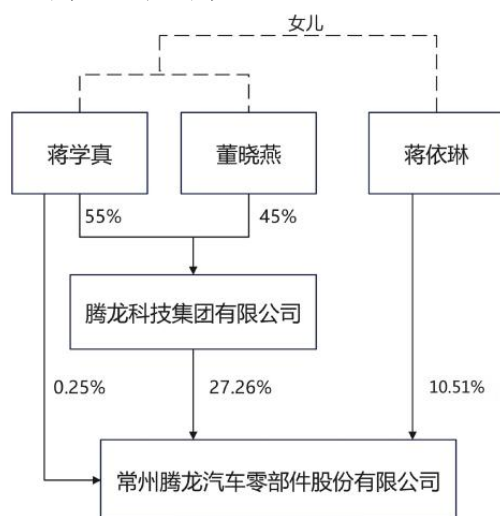 女儿
蒋学真
董晓燕
蒋依琳
55%
45%
腾龙科技集团有限公司
0.25%
27.26%
10.51%
常州腾龙汽车零部件股份有限公司